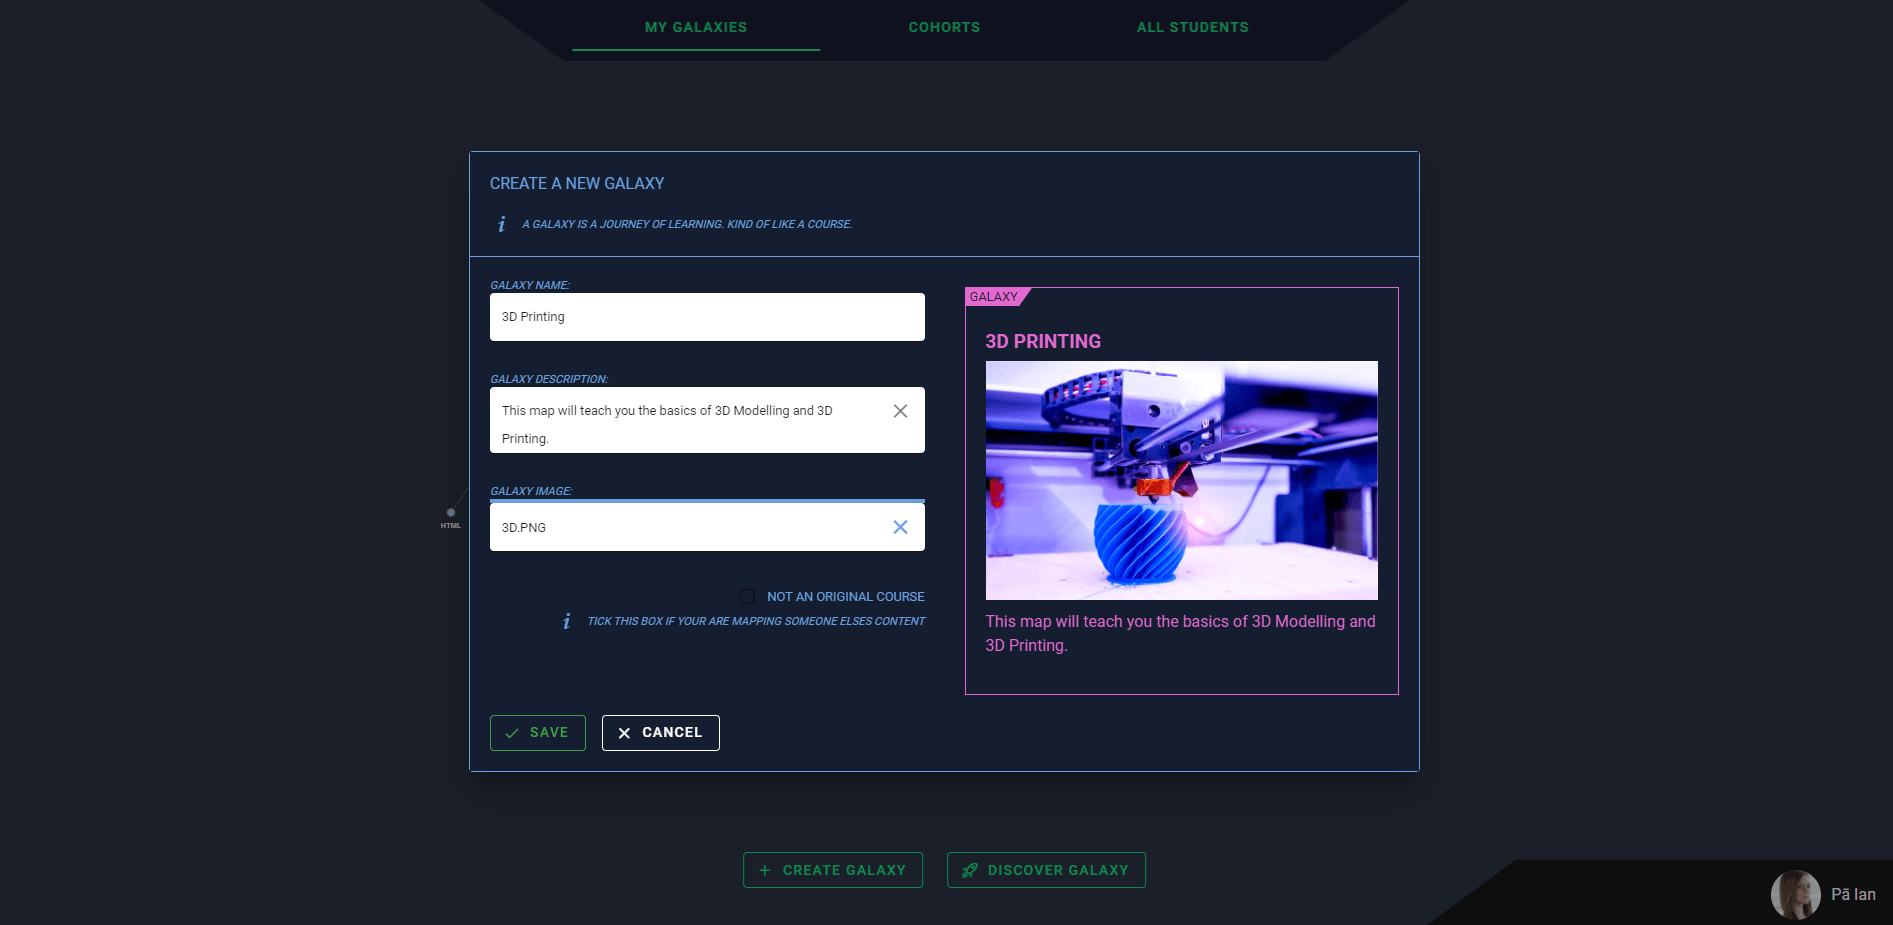 MY GALAXIES
COHORTS
ALL STUDENTS
CREATE A NEW GALAXY
i A GALAXY IS A JOURNEY OF LEARNING. KIND OF LIKE A COURSE.
GALAXY NAME:
3D Printing
GALAXY DESCRIPTION:
This map will teach you the basics of 3D Modelling and 3D
Printing.
GALAXY IMAGE:
3D.PNG
NOT AN ORIGINAL COURSE
i TICK THIS BOX IF YOUR ARE MAPPING SOMEONE ELSES CONTENT
GALAXY
3D PRINTING
This map will teach you the basics of 3D Modelling and
3D Printing.
SAVE
CANCEL
HTML
CREATE GALAXY
DISCOVER GALAXY
Pā Ian